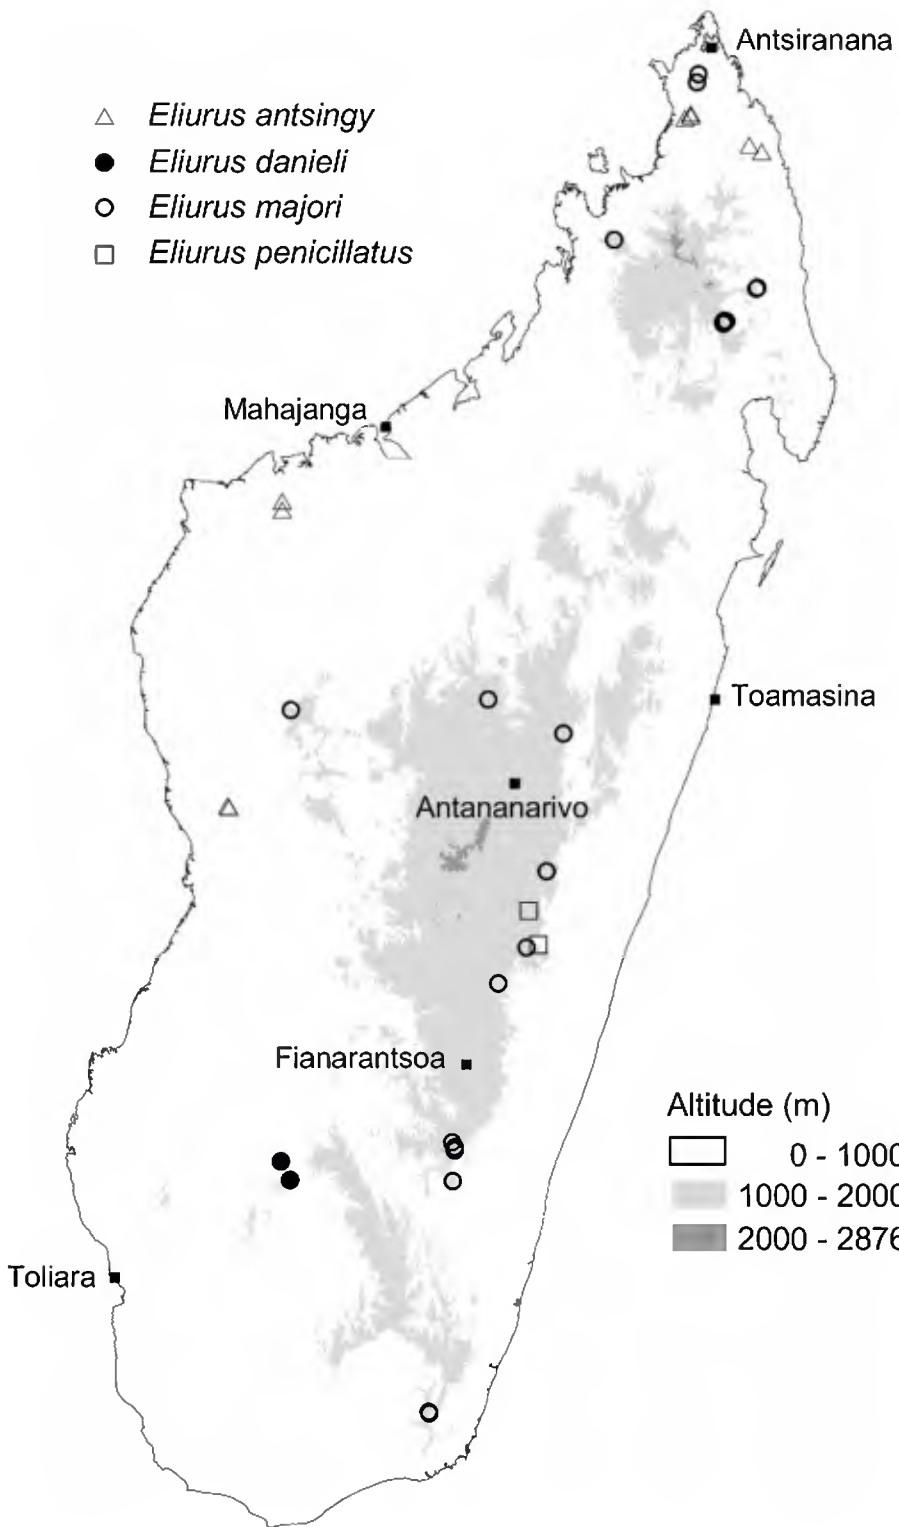 Antsiranana
Eliurus antsingy
Eliurus danieli
Eliurus majori
Eliurus penicillatus
Mahajanga
Toamasina
Antananarivo
Fianarantsoa
Altitude (m)
0 - 1000
1000 - 2000
2000 - 2876
Toliara